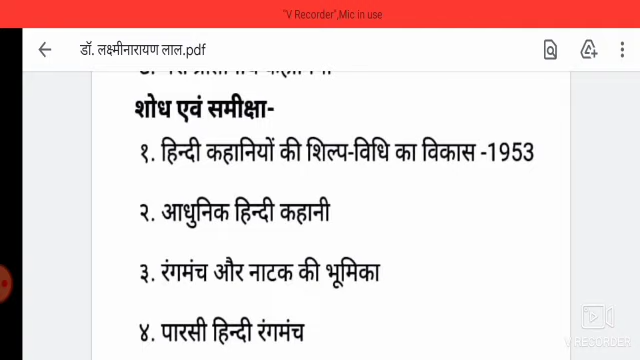 "V Recorder",Mic in use
डॉ. लक्ष्मीनारायण लाल.pdf
शोध एवं समीक्षा-
१. हिन्दी कहानियों की शिल्प-विधि का विकास -1953
२. आधुनिक हिन्दी कहानी
३. रंगमंच और नाटक की भूमिका
४. पारसी हिन्दी रंगमंच
V RECORDER